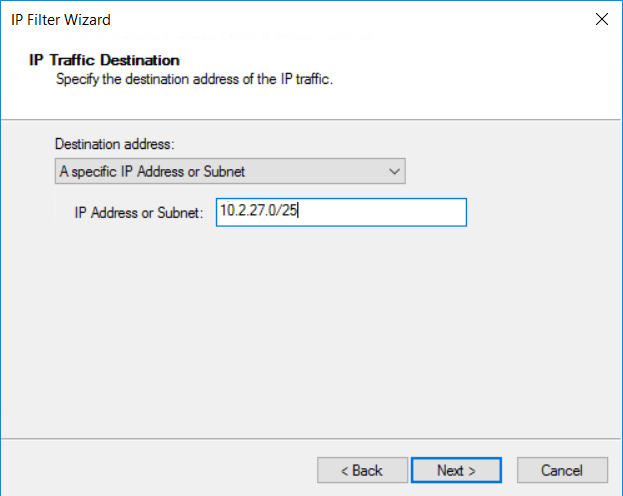 IP Filter Wizard
IP Traffic Destination
Specify the destination address of the IP traffic.
Destination address:
A specific IP Address or Subnet
IP Address or Subnet: 10.2.27.0/25
< Back Next > Cancel